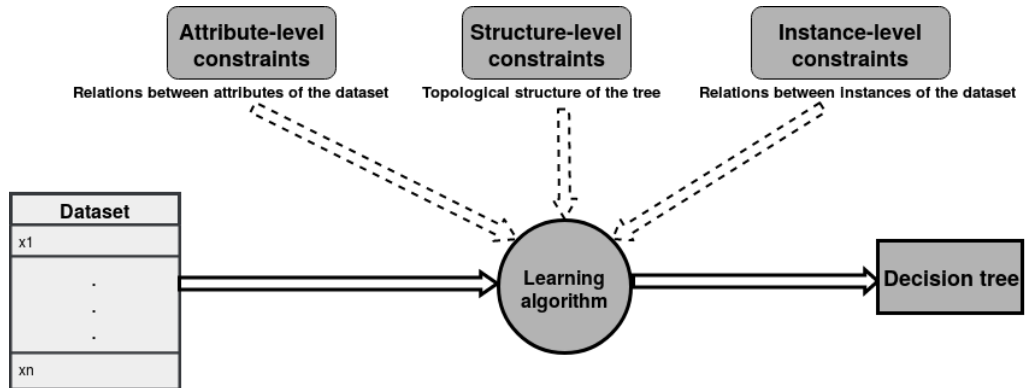 Attribute-level
constraints
Structure-level
constraints
Instance-level
constraints
Relations between attributes of the dataset
Topological structure of the tree
Relations between instances of the dataset
Dataset
x1
.
.
.
xn
Learning
algorithm
Decision tree